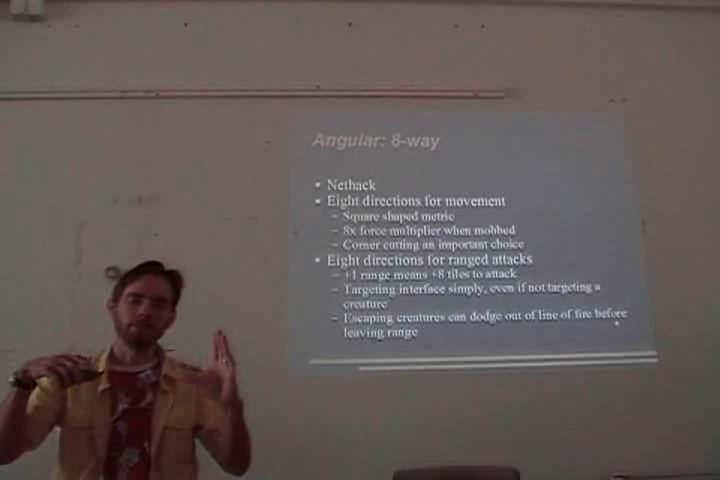 Angular: 8-way
• Nethack
• Eight directions for movement
– Square shaped metric
– 8x force multiplier when mobbed
– Corner cutting an important choice
• Eight directions for ranged attacks
– +1 range means +8 tiles to attack
– Targeting interface simply, even if not targeting a
creature
– Escaping creatures can dodge out of line of fire before
leaving range